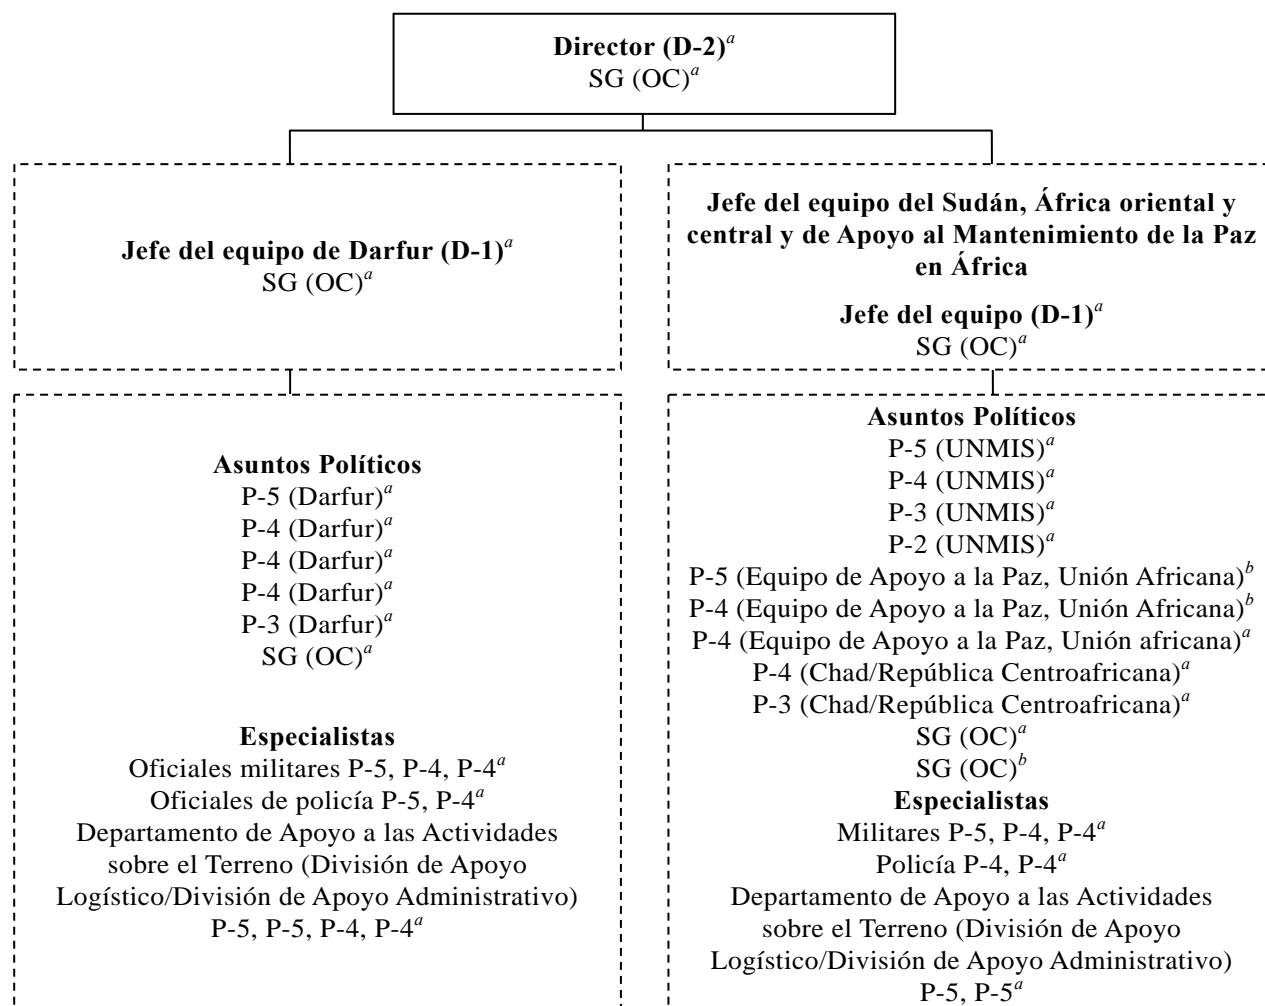 Director (D-2)a
SG (OC)a
Jefe del equipo de Darfur (D-1)a
SG (OC)a
Jefe del equipo del Sudán, África oriental y
central y de Apoyo al Mantenimiento de la Paz
en África
Jefe del equipo (D-1)a
SG (OC)a
Asuntos Políticos
P-5 (Darfur)a
P-4 (Darfur)a
P-4 (Darfur)a
P-4 (Darfur)a
P-3 (Darfur)a
SG (OC)a
Especialistas
Oficiales militares P-5, P-4, P-4a
Oficiales de policía P-5, P-4a
Departamento de Apoyo a las Actividades
sobre el Terreno (División de Apoyo
Logístico/División de Apoyo Administrativo)
P-5, P-5, P-4, P-4a
Asuntos Políticos
P-5 (UNMIS)a
P-4 (UNMIS)a
P-3 (UNMIS)a
P-2 (UNMIS)a
P-5 (Equipo de Apoyo a la Paz, Unión Africana)b
P-4 (Equipo de Apoyo a la Paz, Unión Africana)b
P-4 (Equipo de Apoyo a la Paz, Unión africana)a
P-4 (Chad/República Centroafricana)a
P-3 (Chad/República Centroafricana)a
SG (OC)a
SG (OC)b
Especialistas
Militares P-5, P-4, P-4a
Policía P-4, P-4a
Departamento de Apoyo a las Actividades
sobre el Terreno (División de Apoyo
Logístico/División de Apoyo Administrativo)
P-5, P-5a